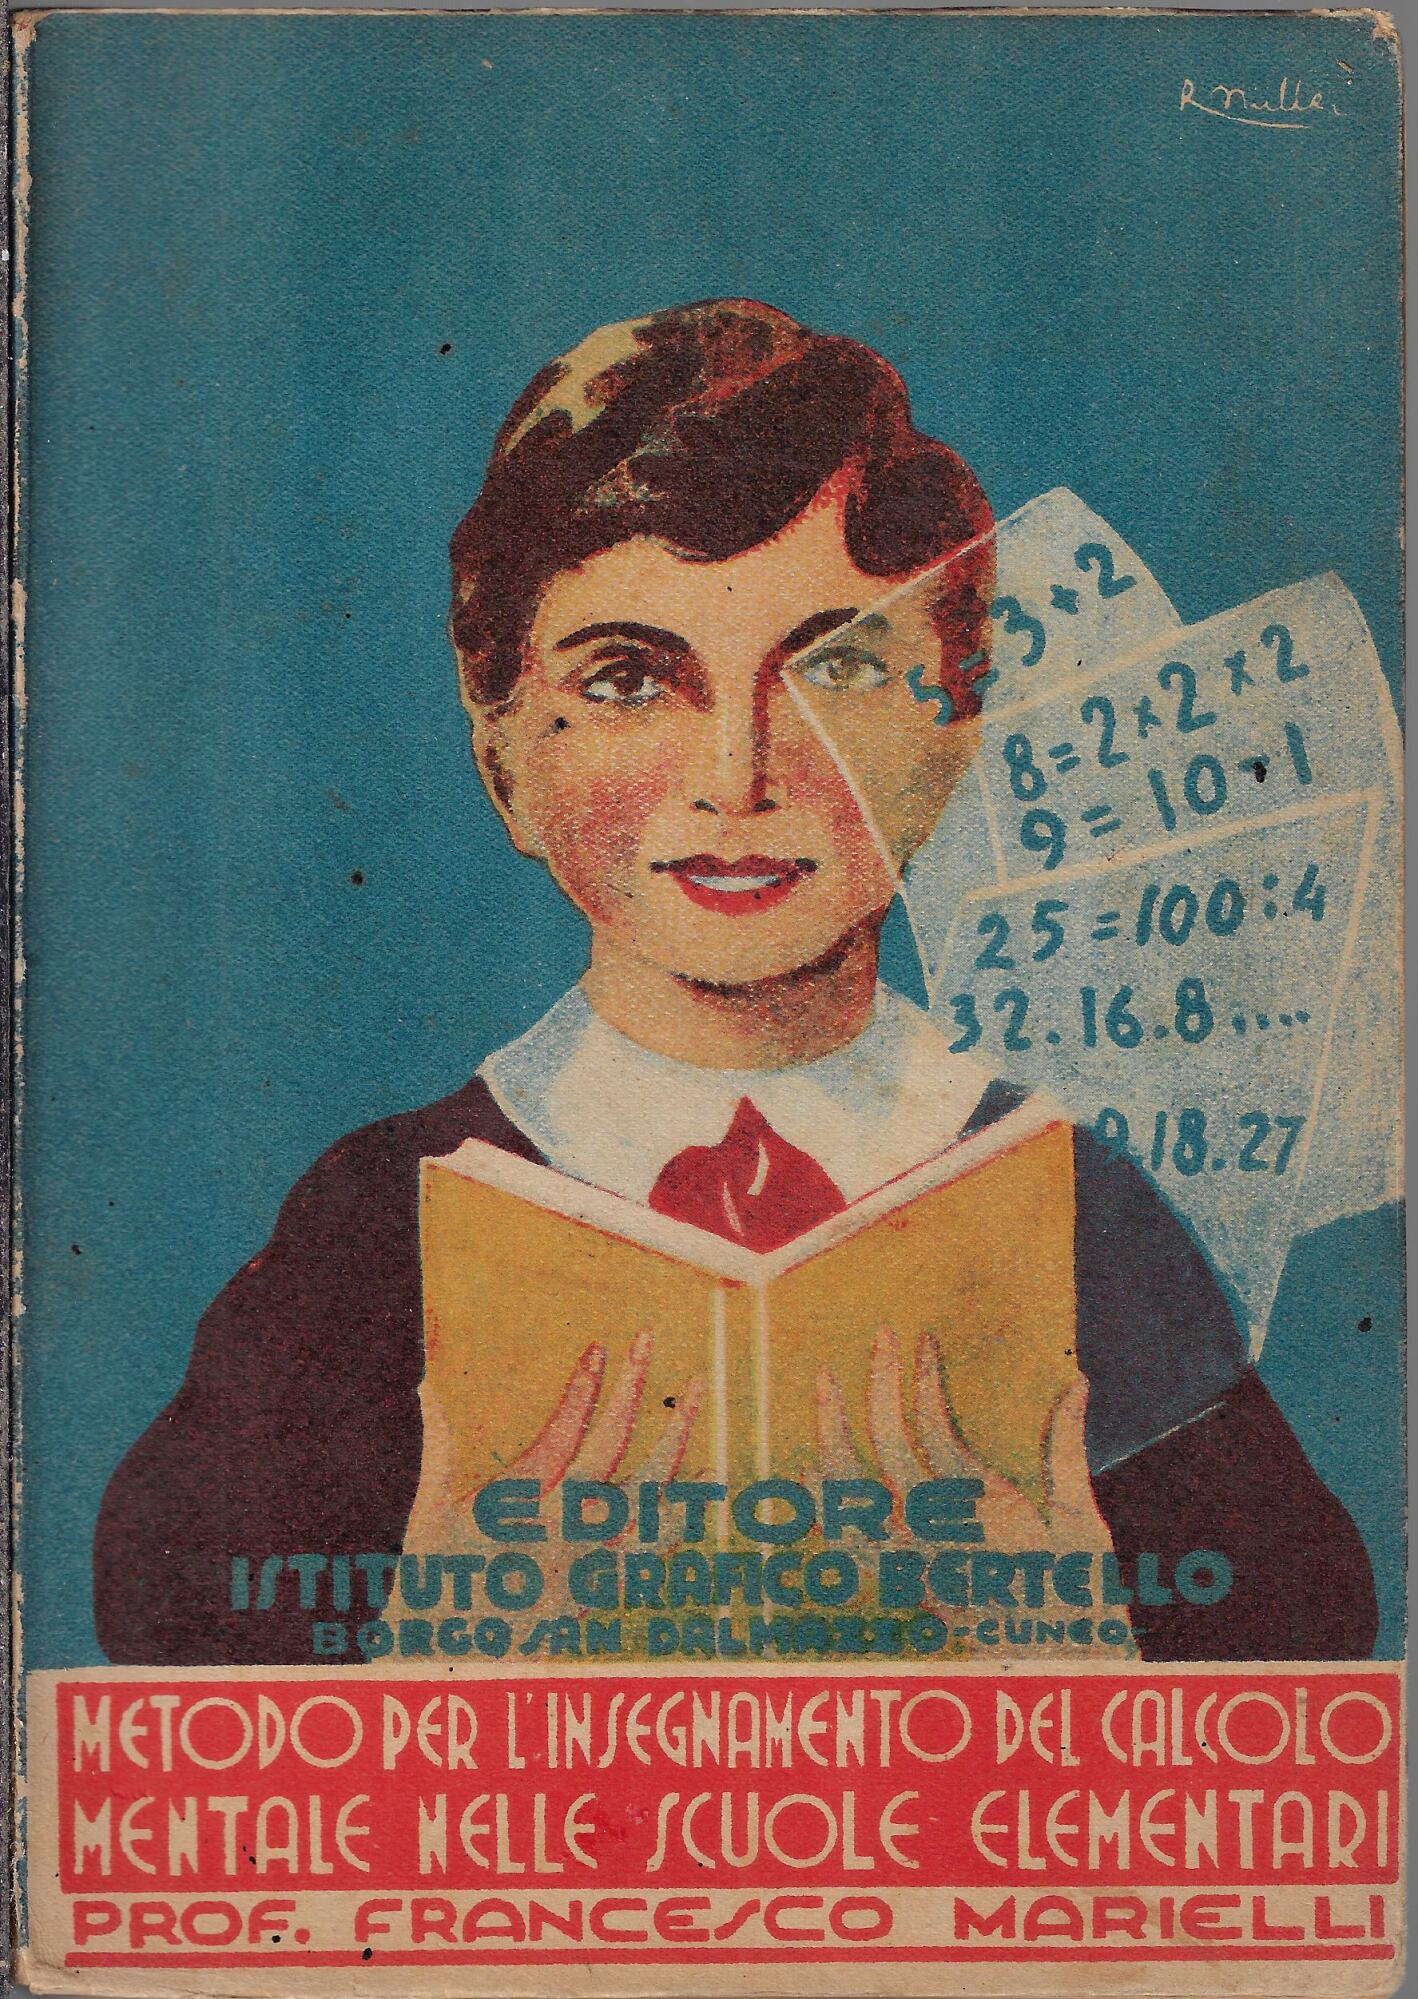 5 = 3 + 2
8 = 2 x 2 x 2
9 = 10 - 1
25 = 100 : 4
32. 16. 8 ....
9. 18. 27
EDITORE
ISTITUTO GRAFICO BERTELLO
BORGO SAN DALMAZZO - CUNEO -
METODO PER L'INSEGNAMENTO DEL CALCOLO
MENTALE NELLE SCUOLE ELEMENTARI
PROF. FRANCESCO MARIELLI